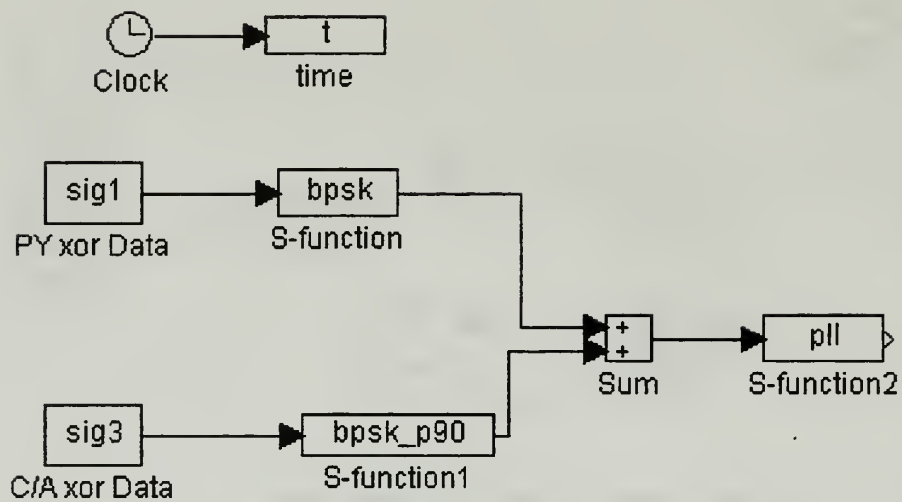 t
Clock
time
sig1
bpsk
PY xor Data
S-function
+
+
pll
Sum
S-function2
sig3
bpsk_p90
C/A xor Data
S-function1